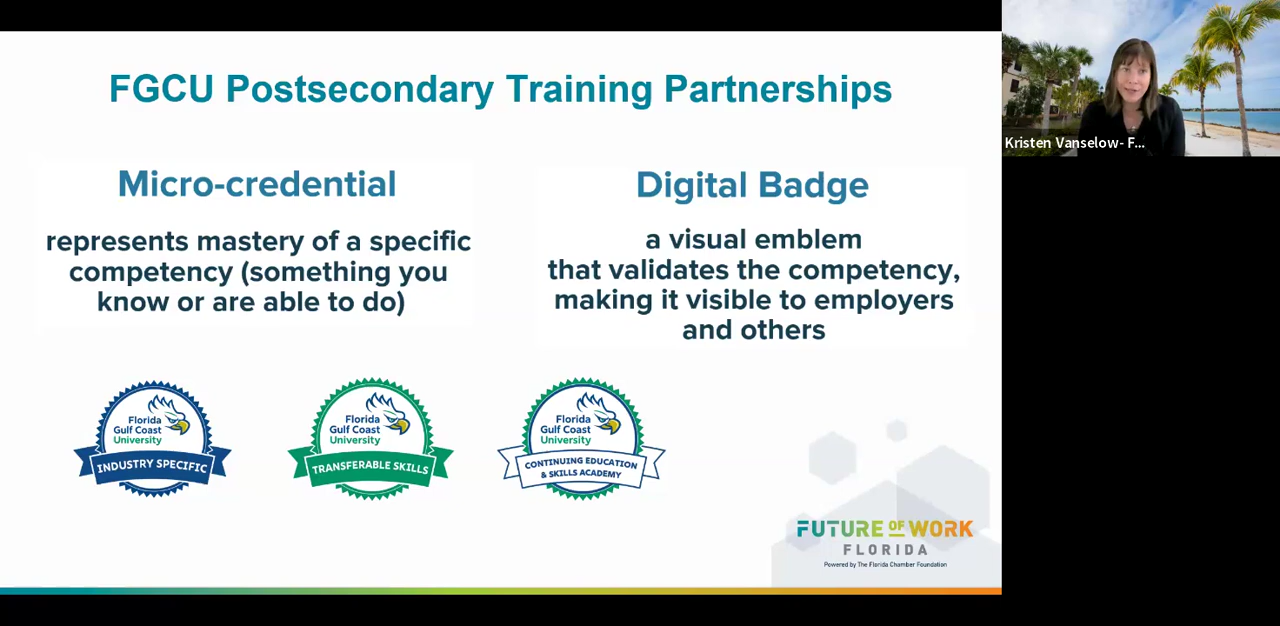 FGCU Postsecondary Training Partnerships
Micro-credential
represents mastery of a specific
competency (something you
know or are able to do)
Digital Badge
a visual emblem
that validates the competency,
making it visible to employers
and others
Florida
Gulf Coast
University
INDUSTRY SPECIFIC
Florida
Gulf Coast
University
TRANSFERABLE SKILLS
Florida
Gulf Coast
University
CONTINUING EDUCATION
& SKILLS ACADEMY
FUTURE OF WORK
FLORIDA
Powered by The Florida Chamber Foundation
Kristen Vanselow- F...